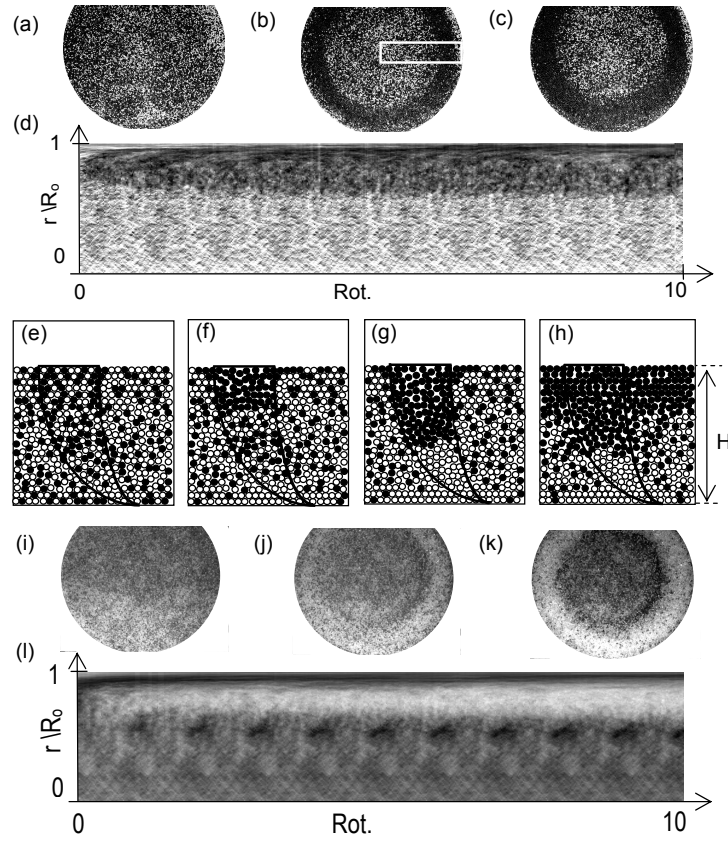 (a)
(b)
(c)
(d)
1
r \R₀
0
0
Rot.
10
(e)
(f)
(g)
(h)
H
(i)
(j)
(k)
(l)
1
r \R₀
0
0
Rot.
10